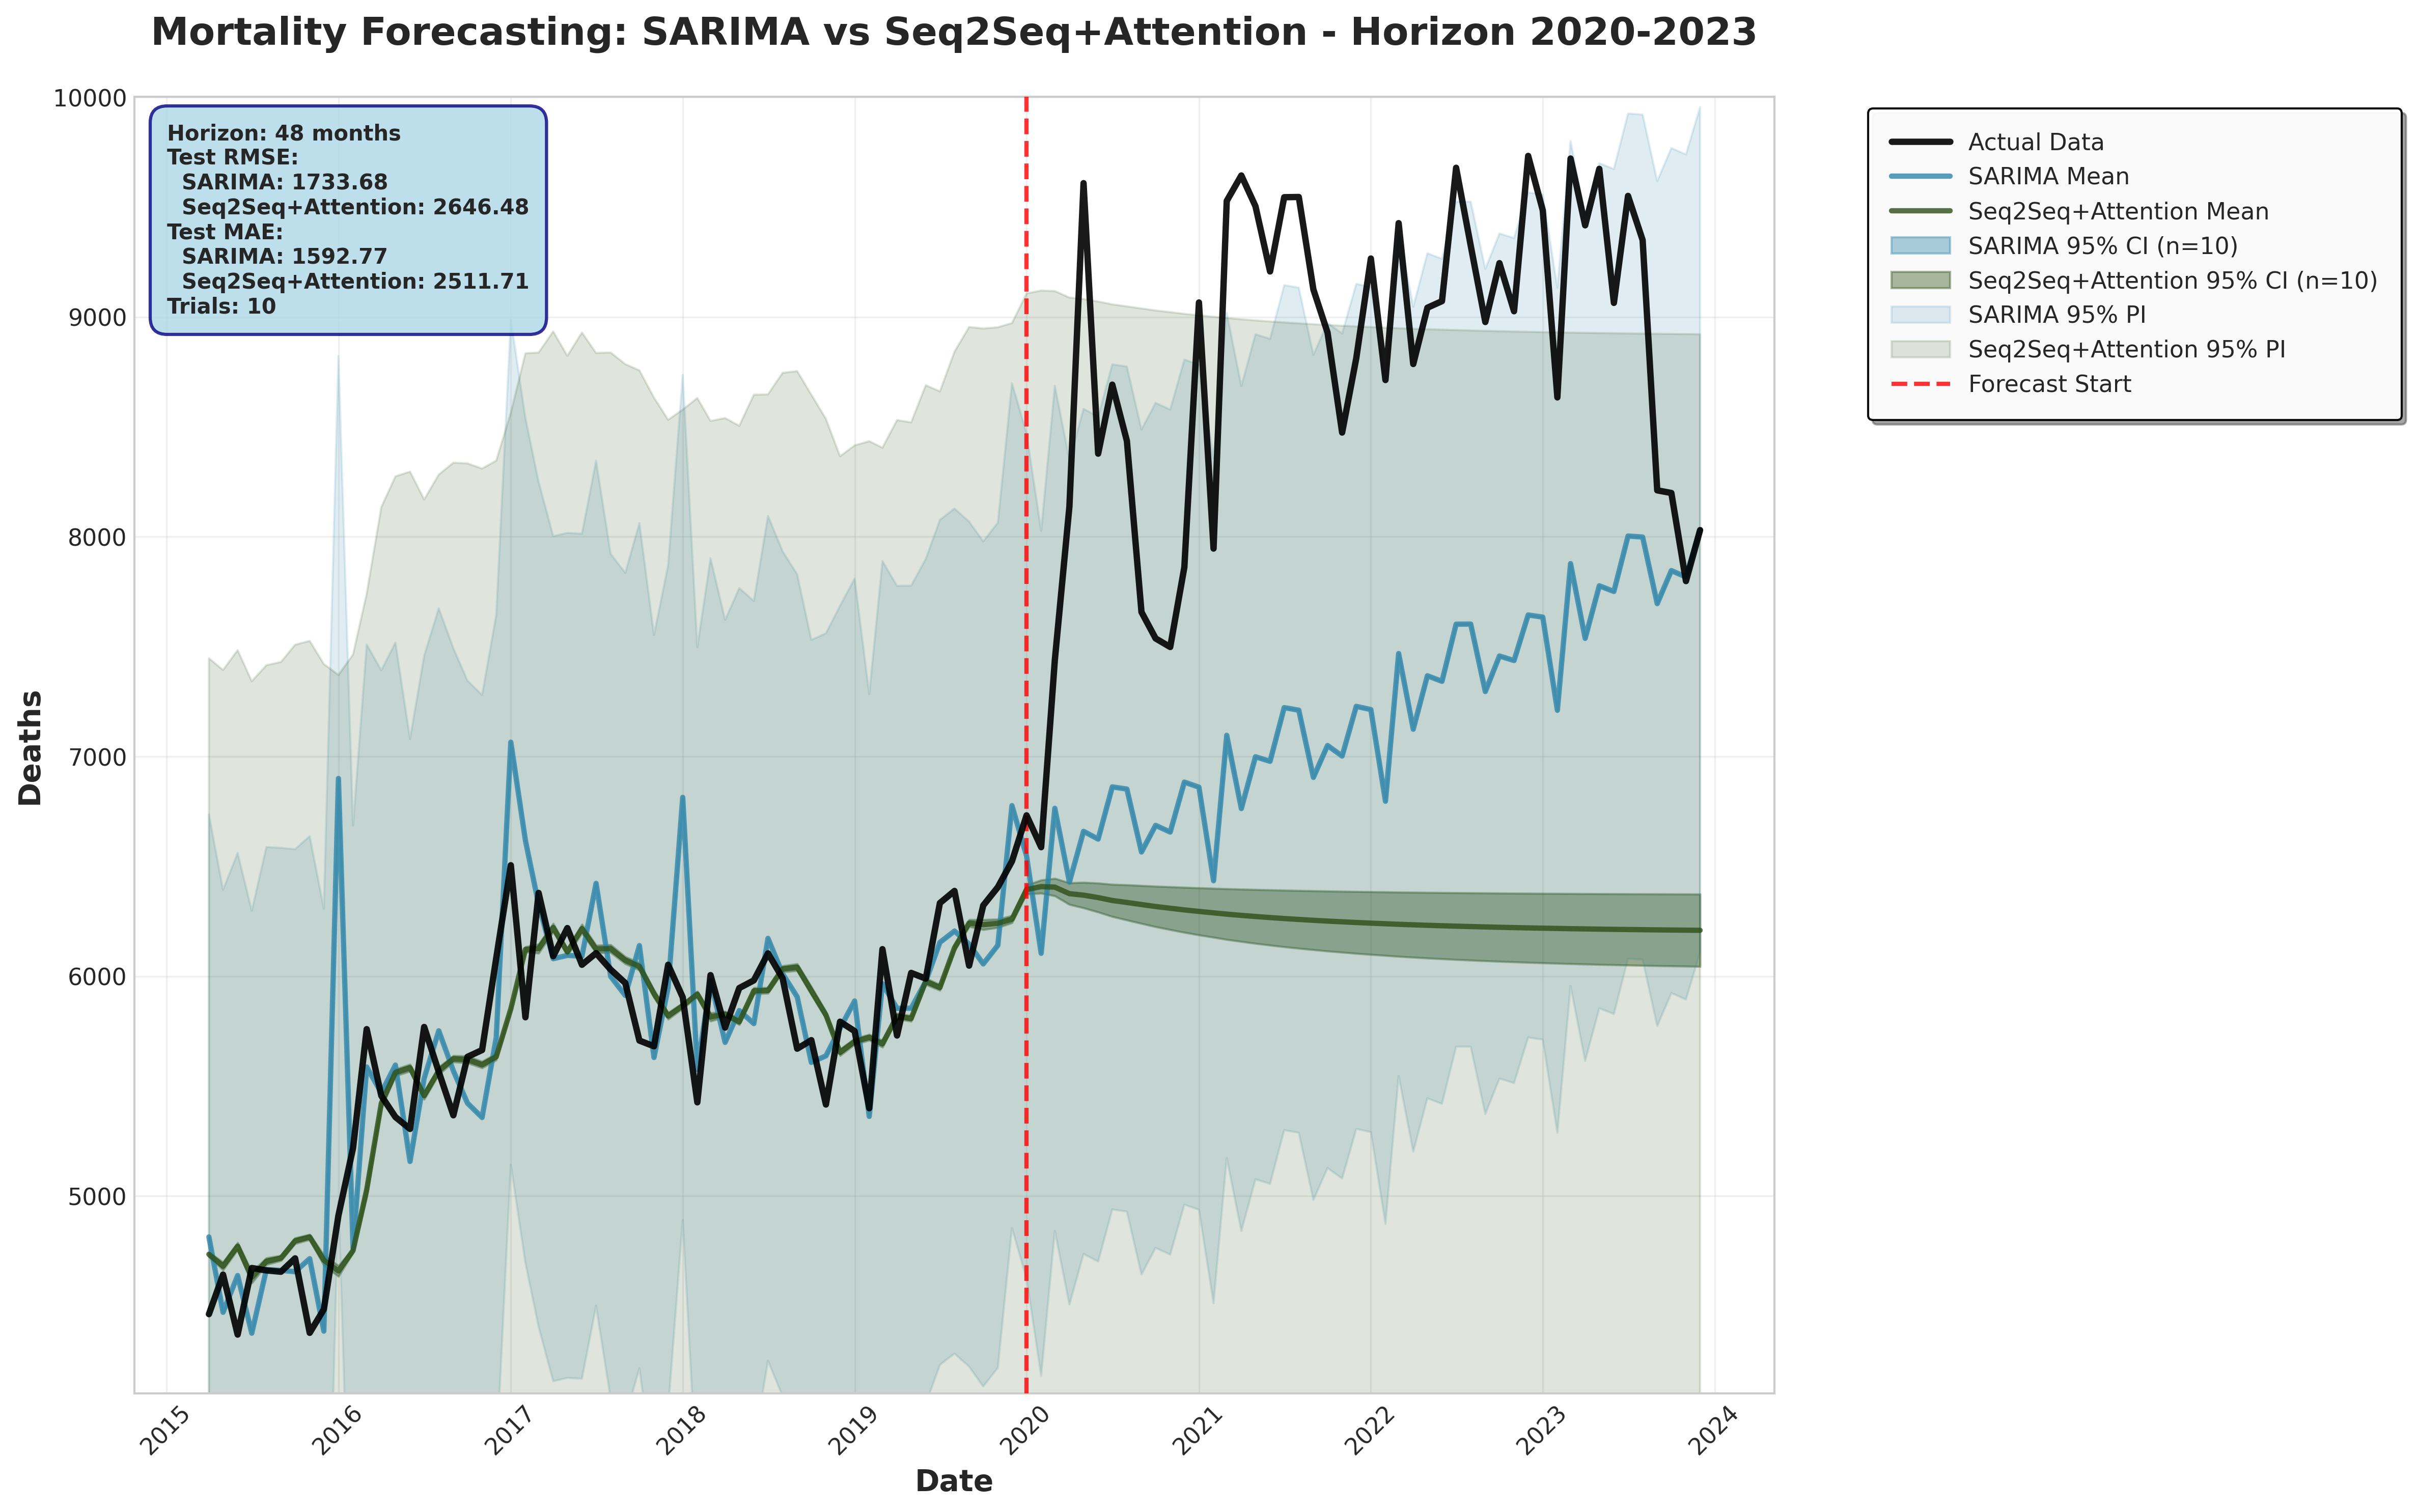 Mortality Forecasting: SARIMA vs Seq2Seq+Attention - Horizon 2020-2023
Horizon: 48 months
Test RMSE:
SARIMA: 1733.68
Seq2Seq+Attention: 2646.48
Test MAE:
SARIMA: 1592.77
Seq2Seq+Attention: 2511.71
Trials: 10
Actual Data
SARIMA Mean
Seq2Seq+Attention Mean
SARIMA 95% CI (n=10)
Seq2Seq+Attention 95% CI (n=10)
SARIMA 95% PI
Seq2Seq+Attention 95% PI
Forecast Start
Deaths
10000
9000
8000
7000
6000
5000
2015
2016
2017
2018
2019
2020
2021
2022
2023
2024
Date